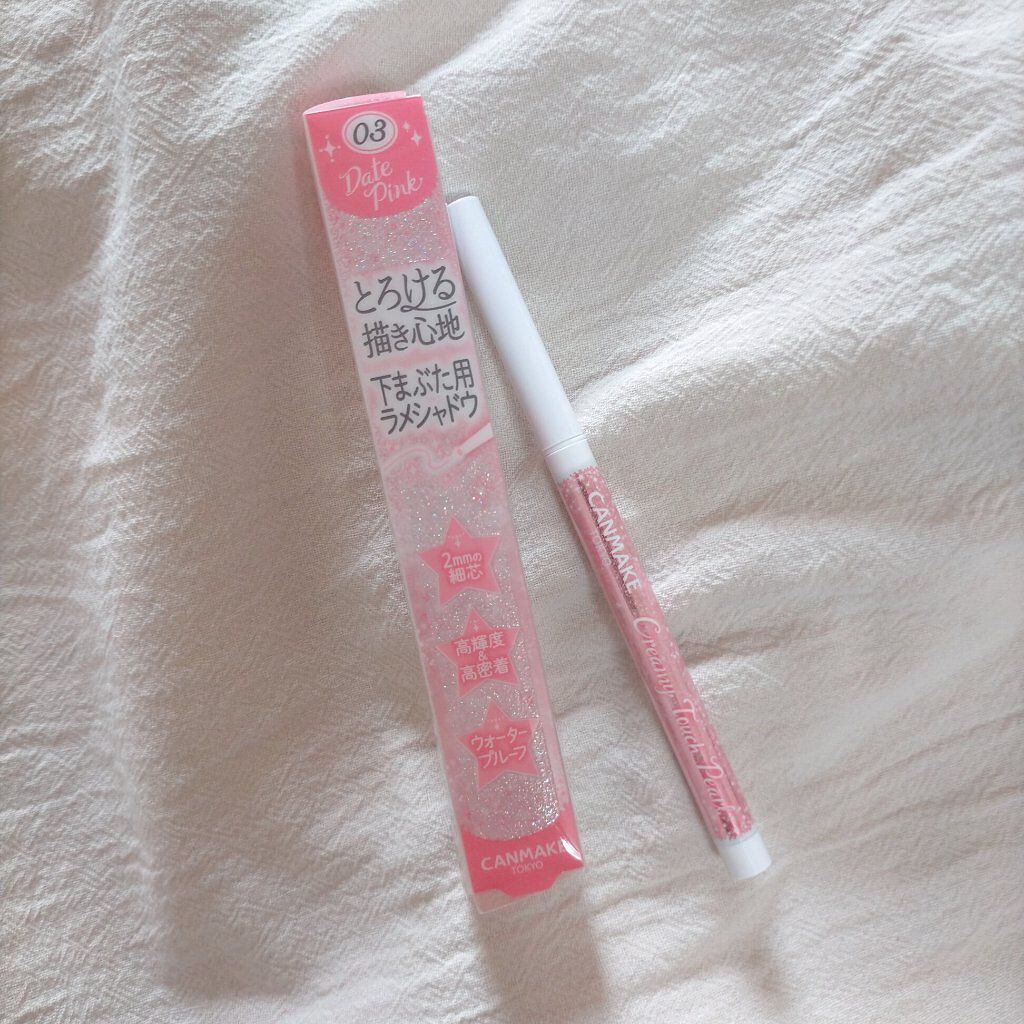 03
Date
Pink
とろける
描き心地
下まぶた用
ラメシャドウ
2mmの
細芯
高輝度
&
高密着
ウォーター
プルーフ
CANMAKE
TOKYO
CANMAKE
TOKYO
Creamy Touch Pearl